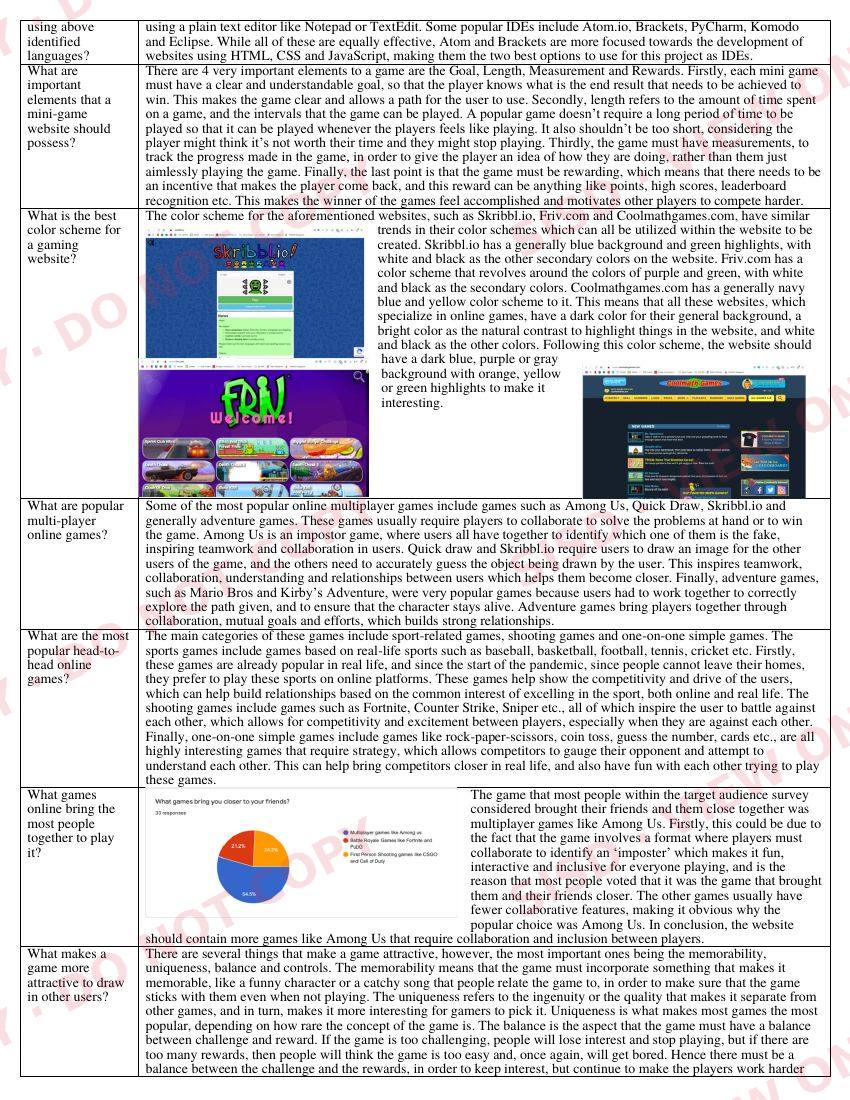 using above
identified
languages?
using a plain text editor like Notepad or TextEdit. Some popular IDEs include Atom.io, Brackets, PyCharm, Komodo
and Eclipse. While all of these are equally effective, Atom and Brackets are more focused towards the development of
websites using HTML, CSS and JavaScript, making them the two best options to use for this project as IDEs.
What are
important
elements that a
mini-game
website should
possess?
There are 4 very important elements to a game are the Goal, Length, Measurement and Rewards. Firstly, each mini game
must have a clear and understandable goal, so that the player knows what is the end result that needs to be achieved to
win. This makes the game clear and allows a path for the user to use. Secondly, length refers to the amount of time spent
on a game, and the intervals that the game can be played. A popular game doesn't require a long period of time to be
played so that it can be played whenever the players feels like playing. It also shouldn't be too short, considering the
player might think it's not worth their time and they might stop playing. Thirdly, the game must have measurements, to
track the progress made in the game, in order to give the player an idea of how they are doing, rather than them just
aimlessly playing the game. Finally, the last point is that the game must be rewarding, which means that there needs to be
an incentive that makes the player come back, and this reward can be anything like points, high scores, leaderboard
recognition etc. This makes the winner of the games feel accomplished and motivates other players to compete harder.
What is the best
color scheme for
a gaming
website?
The color scheme for the aforementioned websites, such as Skribbl.io, Friv.com and Coolmathgames.com, have similar
trends in their color schemes which can all be utilized within the website to be
created. Skribbl.io has a generally blue background and green highlights, with
white and black as the other secondary colors on the website. Friv.com has a
color scheme that revolves around the colors of purple and green, with white
and black as the secondary colors. Coolmathgames.com has a generally navy
blue and yellow color scheme to it. This means that all these websites, which
specialize in online games, have a dark color for their general background, a
bright color as the natural contrast to highlight things in the website, and white
and black as the other colors. Following this color scheme, the website should
have a dark blue, purple or gray
background with orange, yellow
or green highlights to make it
interesting.
skribbl.io!
FRIV
Welcome!
Coolmath Games
NEW GAMES
What are popular
multi-player
online games?
Some of the most popular online multiplayer games include games such as Among Us, Quick Draw, Skribbl.io and
generally adventure games. These games usually require players to collaborate to solve the problems at hand or to win
the game. Among Us is an impostor game, where users all have together to identify which one of them is the fake,
inspiring teamwork and collaboration in users. Quick draw and Skribbl.io require users to draw an image for the other
users of the game, and the others need to accurately guess the object being drawn by the user. This inspires teamwork,
collaboration, understanding and relationships between users which helps them become closer. Finally, adventure games,
such as Mario Bros and Kirby's Adventure, were very popular games because users had to work together to correctly
explore the path given, and to ensure that the character stays alive. Adventure games bring players together through
collaboration, mutual goals and efforts, which builds strong relationships.
What are the most
popular head-to-
head online
games?
The main categories of these games include sport-related games, shooting games and one-on-one simple games. The
sports games include games based on real-life sports such as baseball, basketball, football, tennis, cricket etc. Firstly,
these games are already popular in real life, and since the start of the pandemic, since people cannot leave their homes,
they prefer to play these sports on online platforms. These games help show the competitivity and drive of the users,
which can help build relationships based on the common interest of excelling in the sport, both online and real life. The
shooting games include games such as Fortnite, Counter Strike, Sniper etc., all of which inspire the user to battle against
each other, which allows for competitivity and excitement between players, especially when they are against each other.
Finally, one-on-one simple games include games like rock-paper-scissors, coin toss, guess the number, cards etc., are all
highly interesting games that require strategy, which allows competitors to gauge their opponent and attempt to
understand each other. This can help bring competitors closer in real life, and also have fun with each other trying to play
these games.
What games
online bring the
most people
together to play
it?
What games bring you closer to your friends?
33 responses
Multiplayer games like Among us
Battle Royale Games like Fortnite and
PubG
First Person Shooting games like CSGO
and Call of Duty
21.2%
24.2%
54.5%
The game that most people within the target audience survey
considered brought their friends and them close together was
multiplayer games like Among Us. Firstly, this could be due to
the fact that the game involves a format where players must
collaborate to identify an 'imposter' which makes it fun,
interactive and inclusive for everyone playing, and is the
reason that most people voted that it was the game that brought
them and their friends closer. The other games usually have
fewer collaborative features, making it obvious why the
popular choice was Among Us. In conclusion, the website
should contain more games like Among Us that require collaboration and inclusion between players.
What makes a
game more
attractive to draw
in other users?
There are several things that make a game attractive, however, the most important ones being the memorability,
uniqueness, balance and controls. The memorability means that the game must incorporate something that makes it
memorable, like a funny character or a catchy song that people relate the game to, in order to make sure that the game
sticks with them even when not playing. The uniqueness refers to the ingenuity or the quality that makes it separate from
other games, and in turn, makes it more interesting for gamers to pick it. Uniqueness is what makes most games the most
popular, depending on how rare the concept of the game is. The balance is the aspect that the game must have a balance
between challenge and reward. If the game is too challenging, people will lose interest and stop playing, but if there are
too many rewards, then people will think the game is too easy and, once again, will get bored. Hence there must be a
balance between the challenge and the rewards, in order to keep interest, but continue to make the players work harder